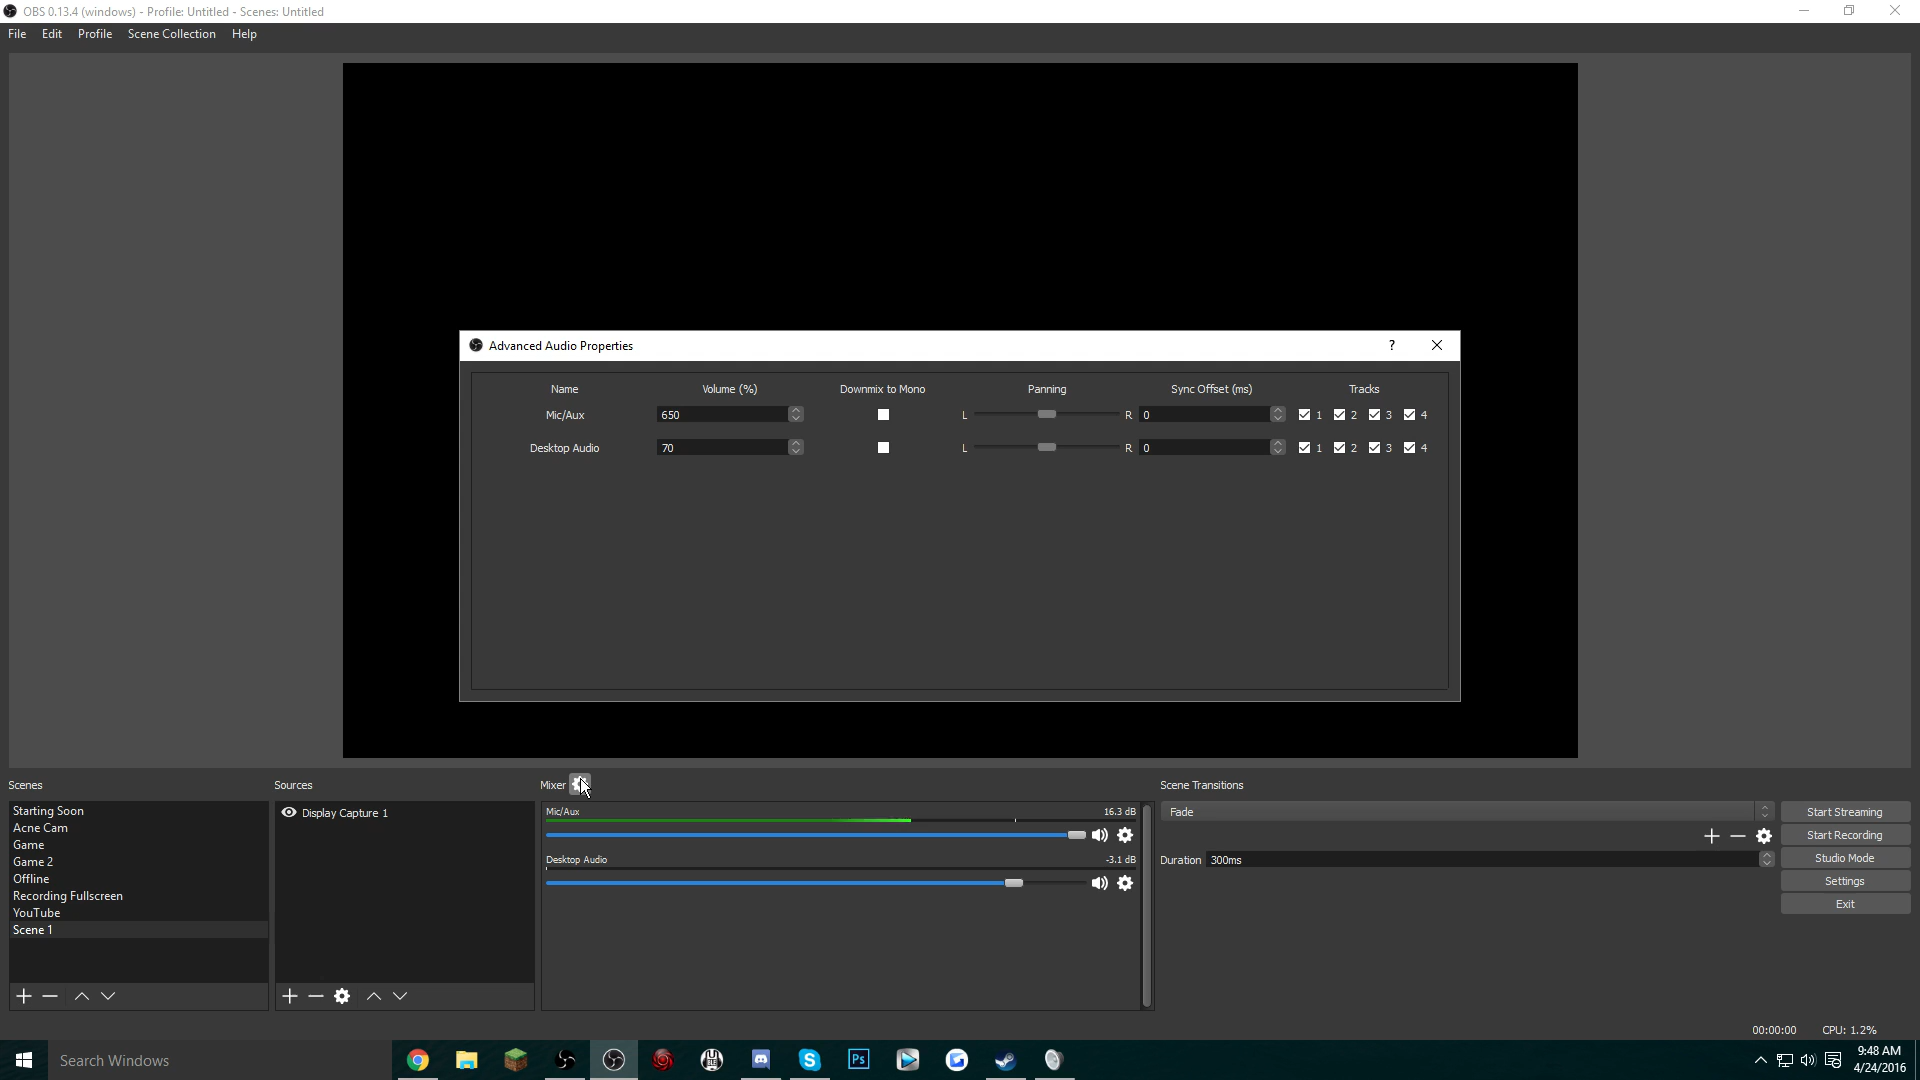 OBS 0.13.4 (windows) - Profile: Untitled - Scenes: Untitled
File Edit Profile Scene Collection Help
Advanced Audio Properties ?
Name Volume (%) Downmix to Mono Panning Sync Offset (ms) Tracks
Mic/Aux 650 L R 0 1 2 3 4
Desktop Audio 70 L R 0 1 2 3 4
Scenes
Starting Soon
Acne Cam
Game
Game 2
Offline
Recording Fullscreen
YouTube
Scene 1
Sources
Display Capture 1
Mixer
Mic/Aux 16.3 dB
Desktop Audio -3.1 dB
Scene Transitions
Fade
Duration 300ms
Start Streaming
Start Recording
Studio Mode
Settings
Exit
00:00:00 CPU: 1.2%
Search Windows
Ps
9:48 AM
4/24/2016